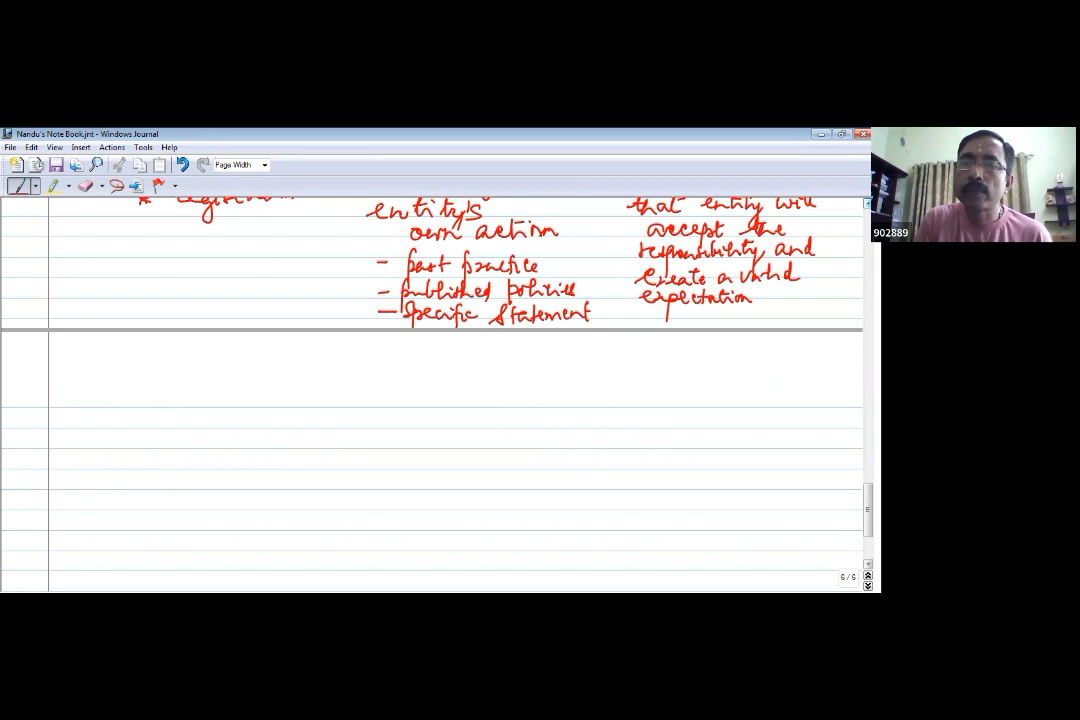 Nandu's Note Book.jnt - Windows Journal
File Edit View Insert Actions Tools Help
Page Width
entity's
own action
- past practice
- published policies
- specific statement
that entity will
accept the
responsibility and
create a valid
expectation
902889
6 / 6